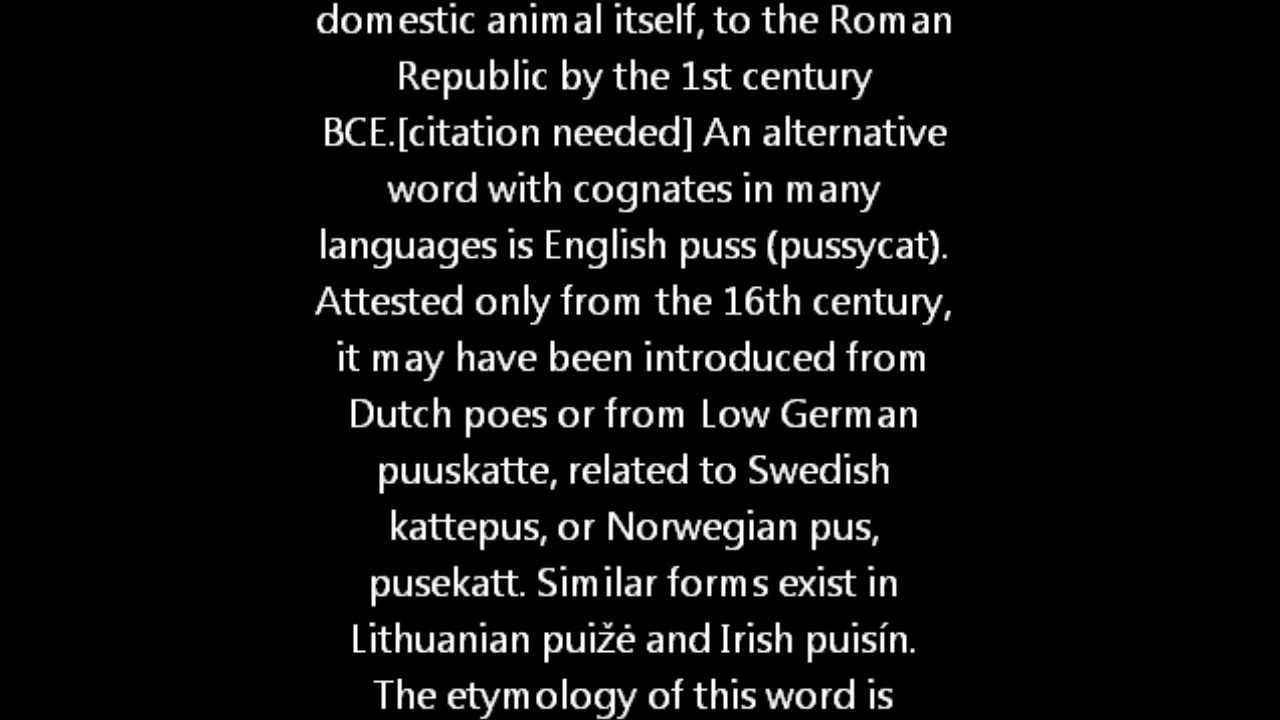 domestic animal itself, to the Roman
Republic by the 1st century
BCE.[citation needed] An alternative
word with cognates in many
languages is English puss (pussycat).
Attested only from the 16th century,
it may have been introduced from
Dutch poes or from Low German
puuskatte, related to Swedish
kattepus, or Norwegian pus,
pusekatt. Similar forms exist in
Lithuanian puižė and Irish puisín.
The etymology of this word is